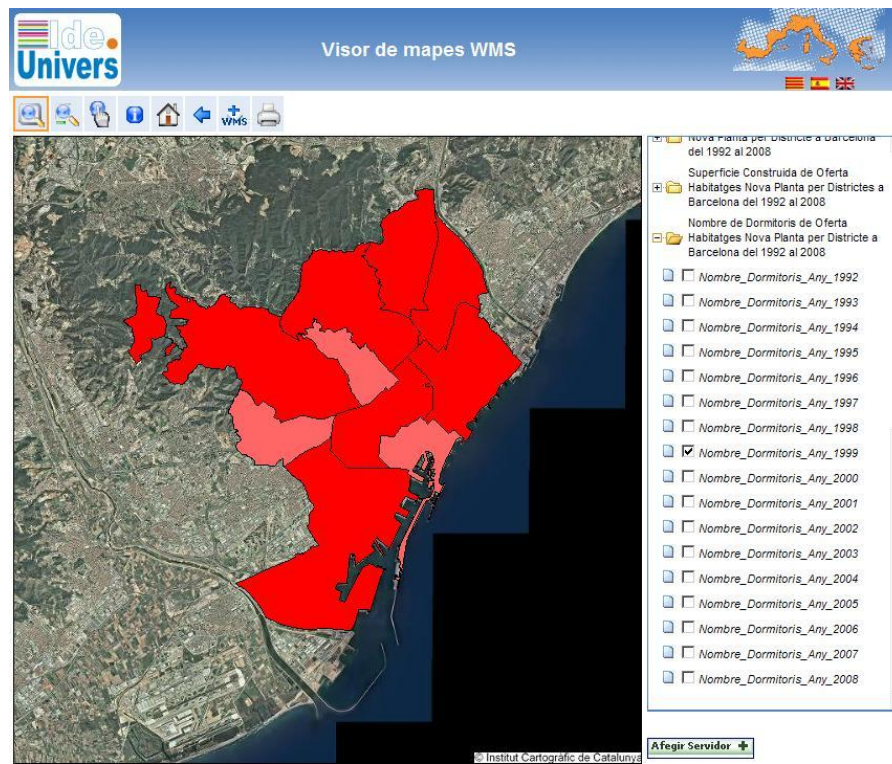 Ide
Univers
Visor de mapes WMS
WMS
Nova Planta per Districte a Barcelona
del 1992 al 2008
Superficie Construida de Oferta
Habitatges Nova Planta per Districtes a
Barcelona del 1992 al 2008
Nombre de Dormitoris de Oferta
Habitatges Nova Planta per Districte a
Barcelona del 1992 al 2008
Nombre_Dormitoris_Any_1992
Nombre_Dormitoris_Any_1993
Nombre_Dormitoris_Any_1994
Nombre_Dormitoris_Any_1995
Nombre_Dormitoris_Any_1996
Nombre_Dormitoris_Any_1997
Nombre_Dormitoris_Any_1998
Nombre_Dormitoris_Any_1999
Nombre_Dormitoris_Any_2000
Nombre_Dormitoris_Any_2001
Nombre_Dormitoris_Any_2002
Nombre_Dormitoris_Any_2003
Nombre_Dormitoris_Any_2004
Nombre_Dormitoris_Any_2005
Nombre_Dormitoris_Any_2006
Nombre_Dormitoris_Any_2007
Nombre_Dormitoris_Any_2008
Afegir Servidor
© Institut Cartogràfic de Catalunya